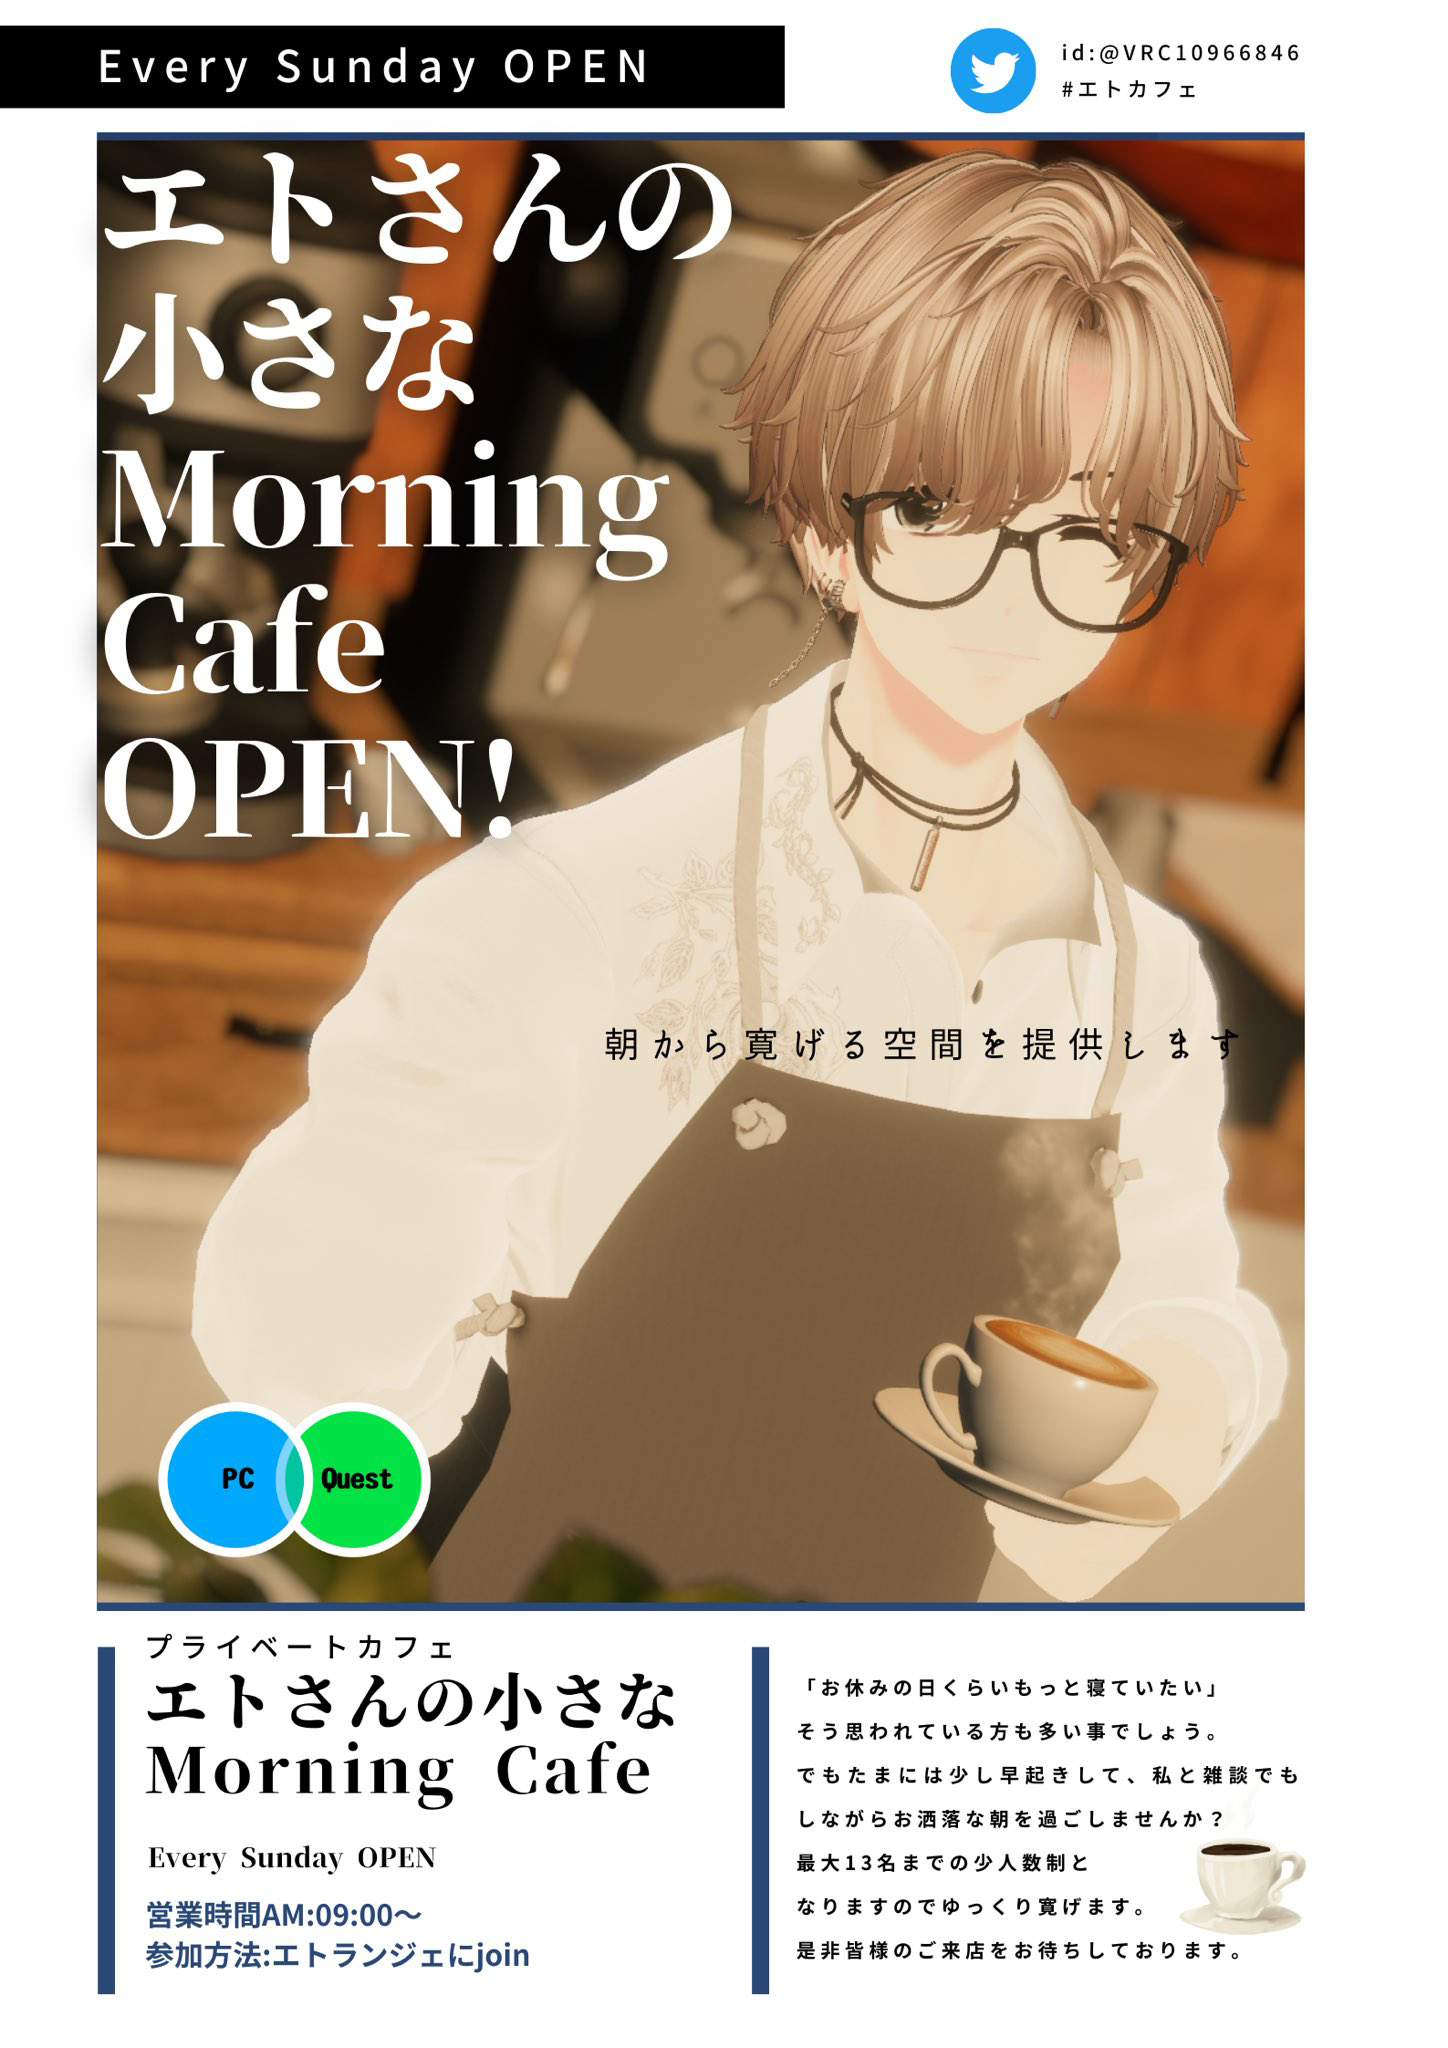 Every Sunday OPEN
id:@VRC10966846
#エトカフェ
エトさんの
小さな
Morning
Cafe
OPEN!
朝から寛げる空間を提供します
PC
Quest
プライベートカフェ
エトさんの小さな
Morning Cafe
Every Sunday OPEN
営業時間AM:09:00～
参加方法:エトランジェにjoin
「お休みの日くらいもっと寝ていたい」
そう思われている方も多い事でしょう。
でもたまには少し早起きして、私と雑談でも
しながらお洒落な朝を過ごしませんか？
最大13名までの少人数制と
なりますのでゆっくり寛げます。
是非皆様のご来店をお待ちしております。